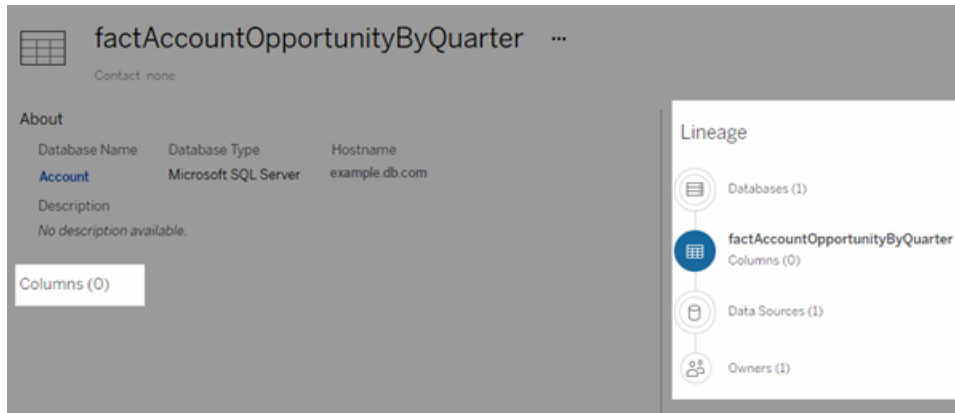 factAccountOpportunityByQuarter ...
Contact none
About
Database Name Database Type Hostname
Account Microsoft SQL Server example.db.com
Description
No description available.
Columns (0)
Lineage
Databases (1)
factAccountOpportunityByQuarter
Columns (0)
Data Sources (1)
Owners (1)